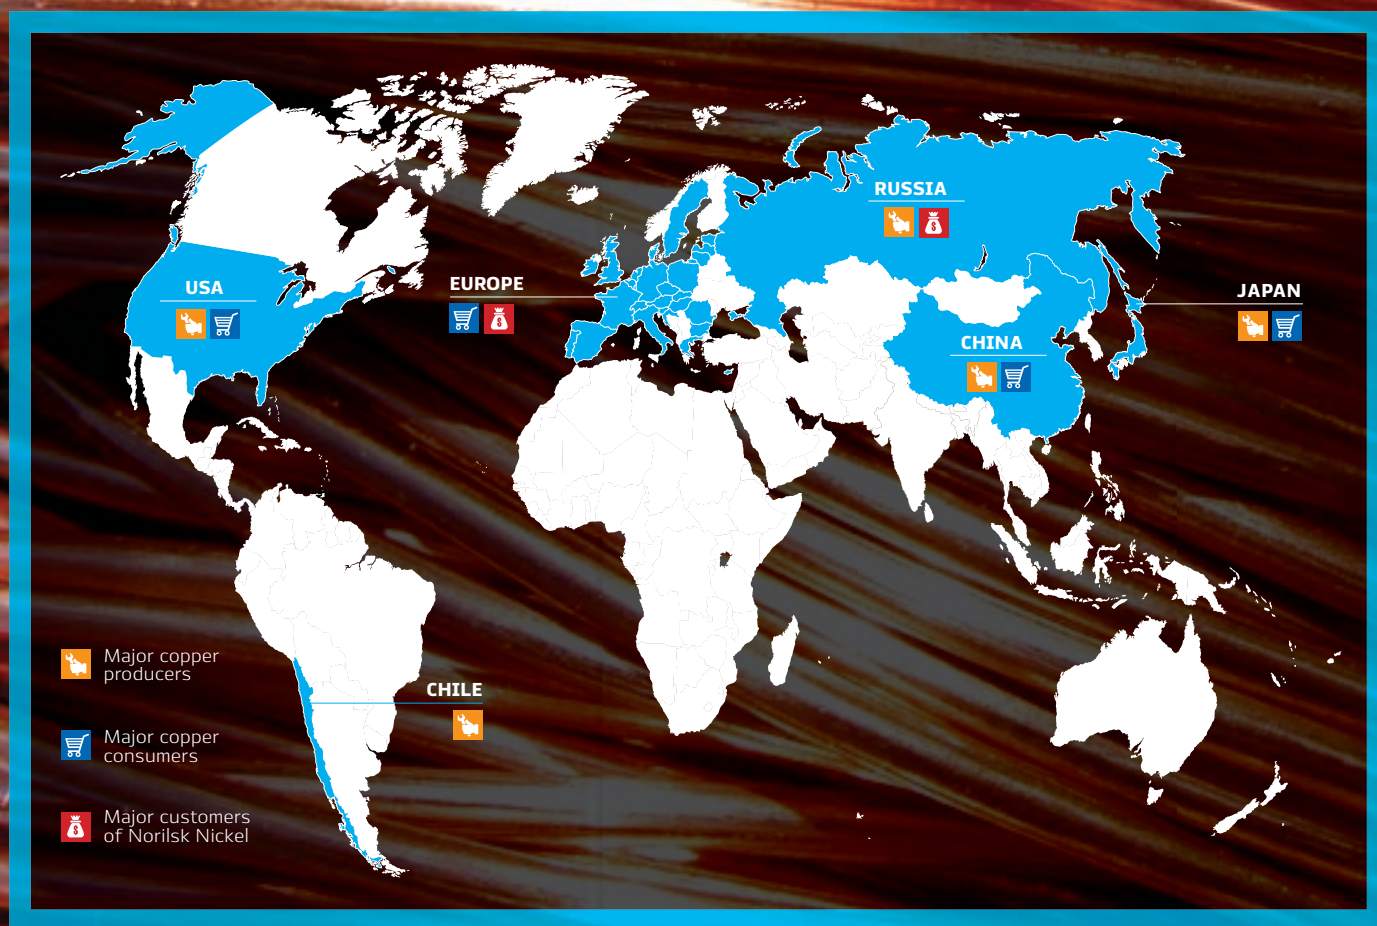 RUSSIA
USA
EUROPE
JAPAN
CHINA
Major copper
producers
CHILE
Major copper
consumers
Major customers
of Norilsk Nickel